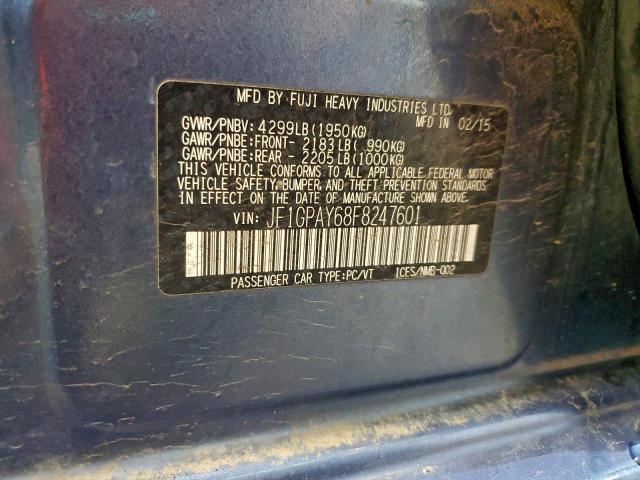 MFD BY FUJI HEAVY INDUSTRIES LTD.
MFD IN 02/15
GVWR/PNBV: 4299LB(1950KG)
GAWR/PNBE: FRONT- 2183LB( 990KG)
GAWR/PNBE: REAR - 2205LB(1000KG)
THIS VEHICLE CONFORMS TO ALL APPLICABLE FEDERAL MOTOR
VEHICLE SAFETY, BUMPER, AND THEFT PREVENTION STANDARDS
IN EFFECT ON THE DATE OF MANUFACTURE SHOWN ABOVE.
VIN: JF1GPAY68F8247601
PASSENGER CAR TYPE:PC/VT ICES/NMB-002